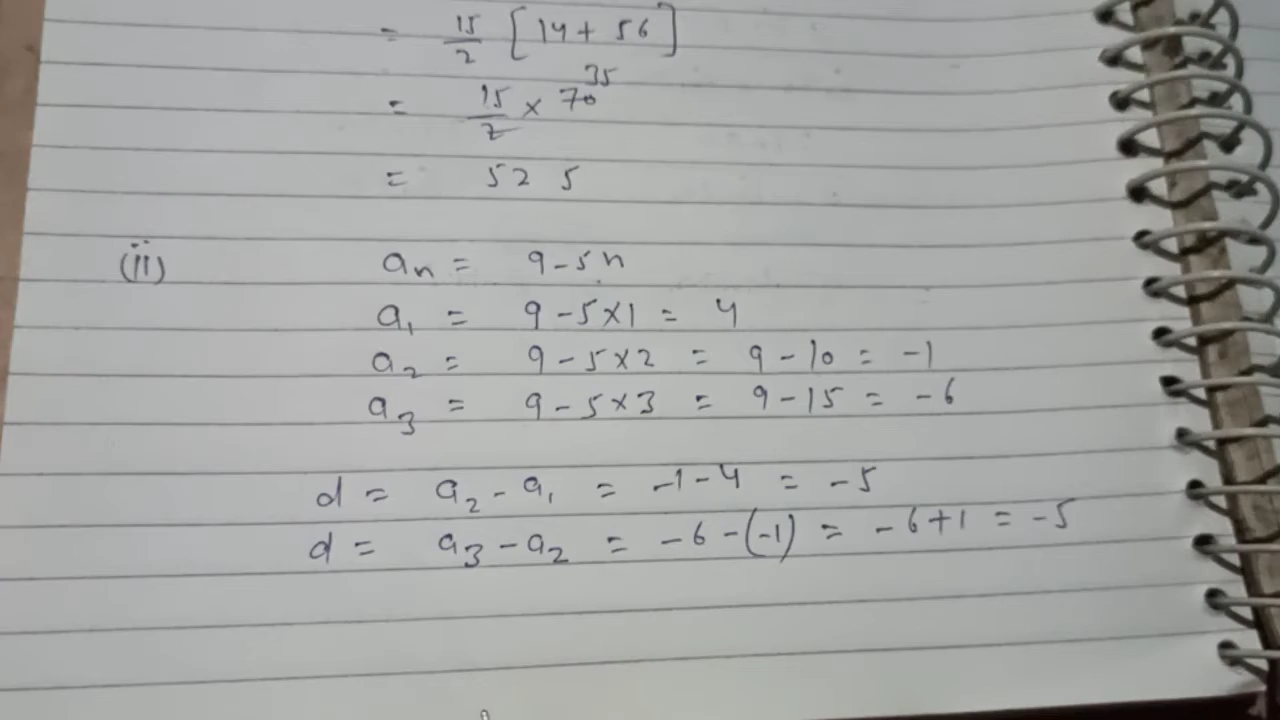 = 15/2 [14 + 56]
= 15/2 × 70 35
= 525
(ii) aₙ = 9 - 5n
a₁ = 9 - 5×1 = 4
a₂ = 9 - 5×2 = 9 - 10 = -1
a₃ = 9 - 5×3 = 9 - 15 = -6
d = a₂ - a₁ = -1 - 4 = -5
d = a₃ - a₂ = -6 - (-1) = -6 + 1 = -5